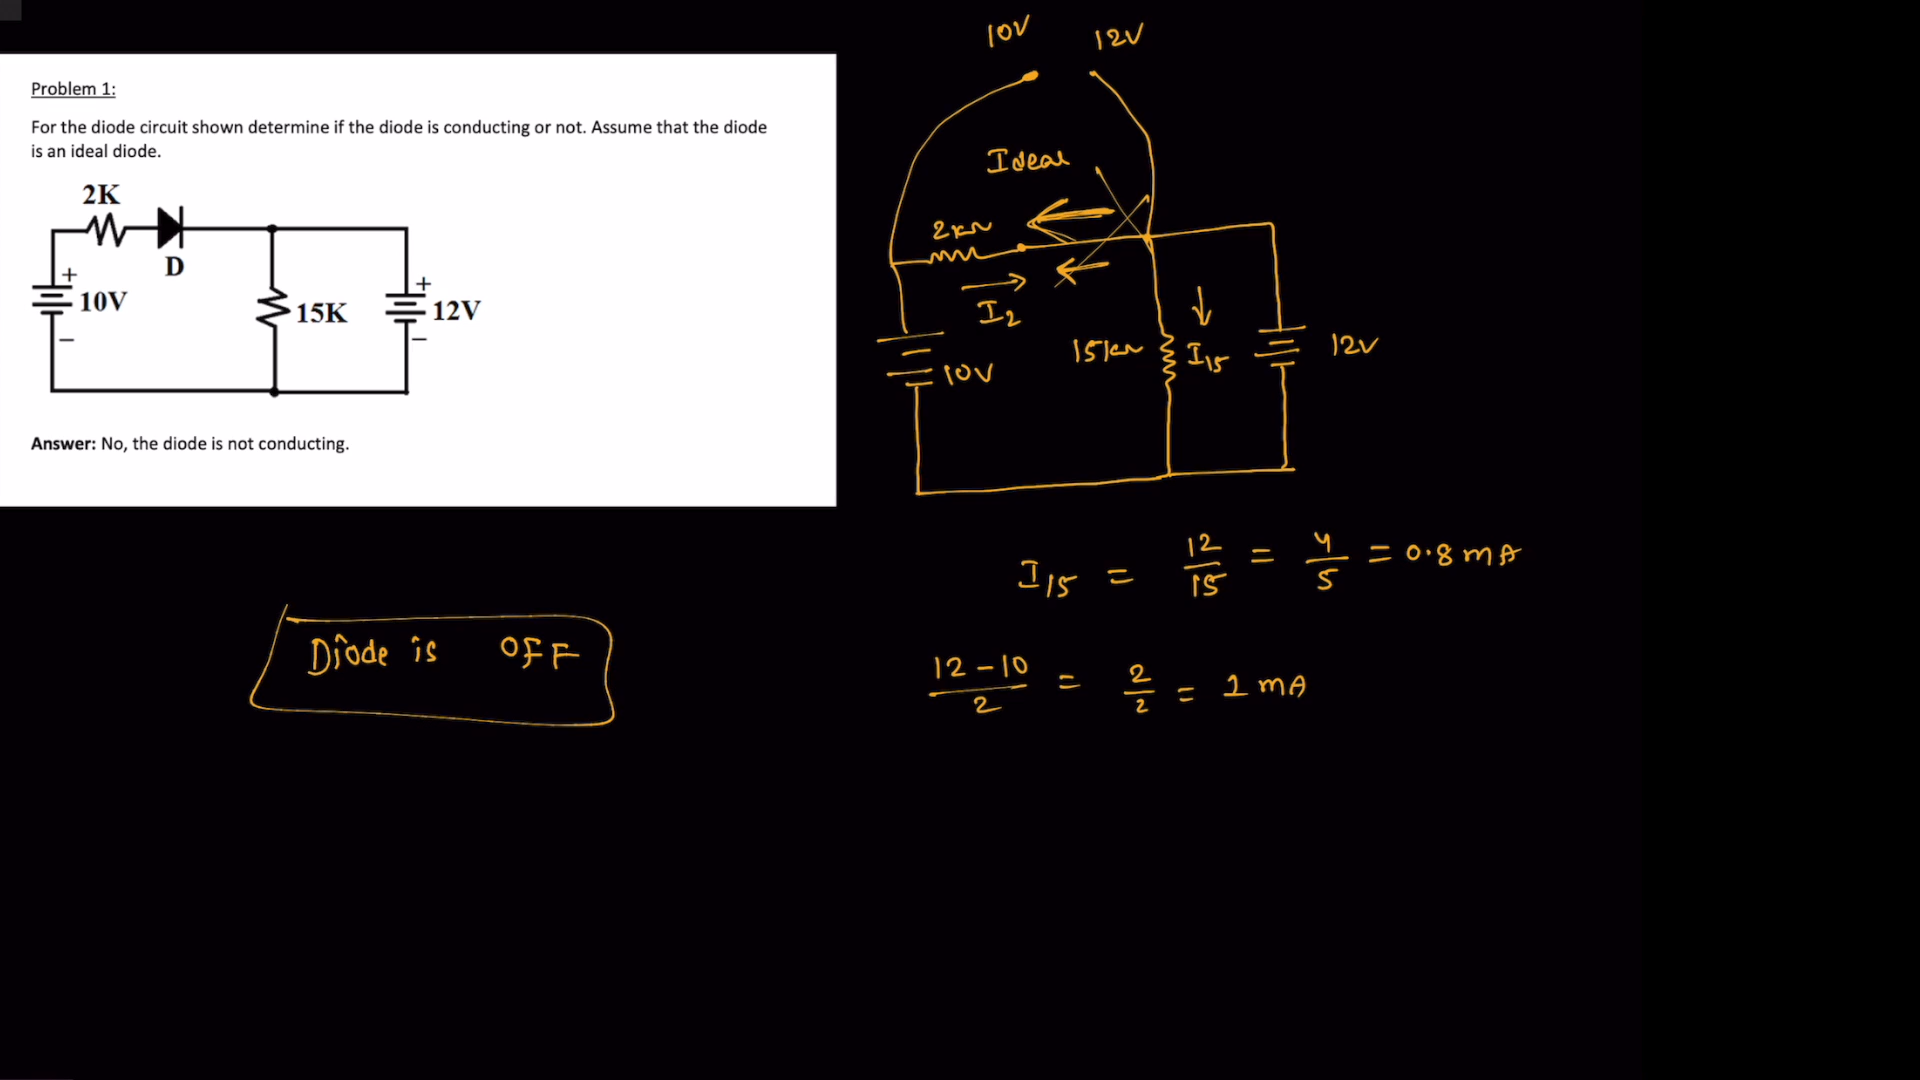 Problem 1:
For the diode circuit shown determine if the diode is conducting or not. Assume that the diode
is an ideal diode.
2K
D
+
10V
−
15K
+
12V
−
Answer: No, the diode is not conducting.
10V
12V
Ideal
2kΩ
I₂
10V
15kΩ
I₁₅
12V
I₁₅ = 12/15 = 4/5 = 0.8 mA
12-10/2 = 2/2 = 1 mA
Diode is OFF